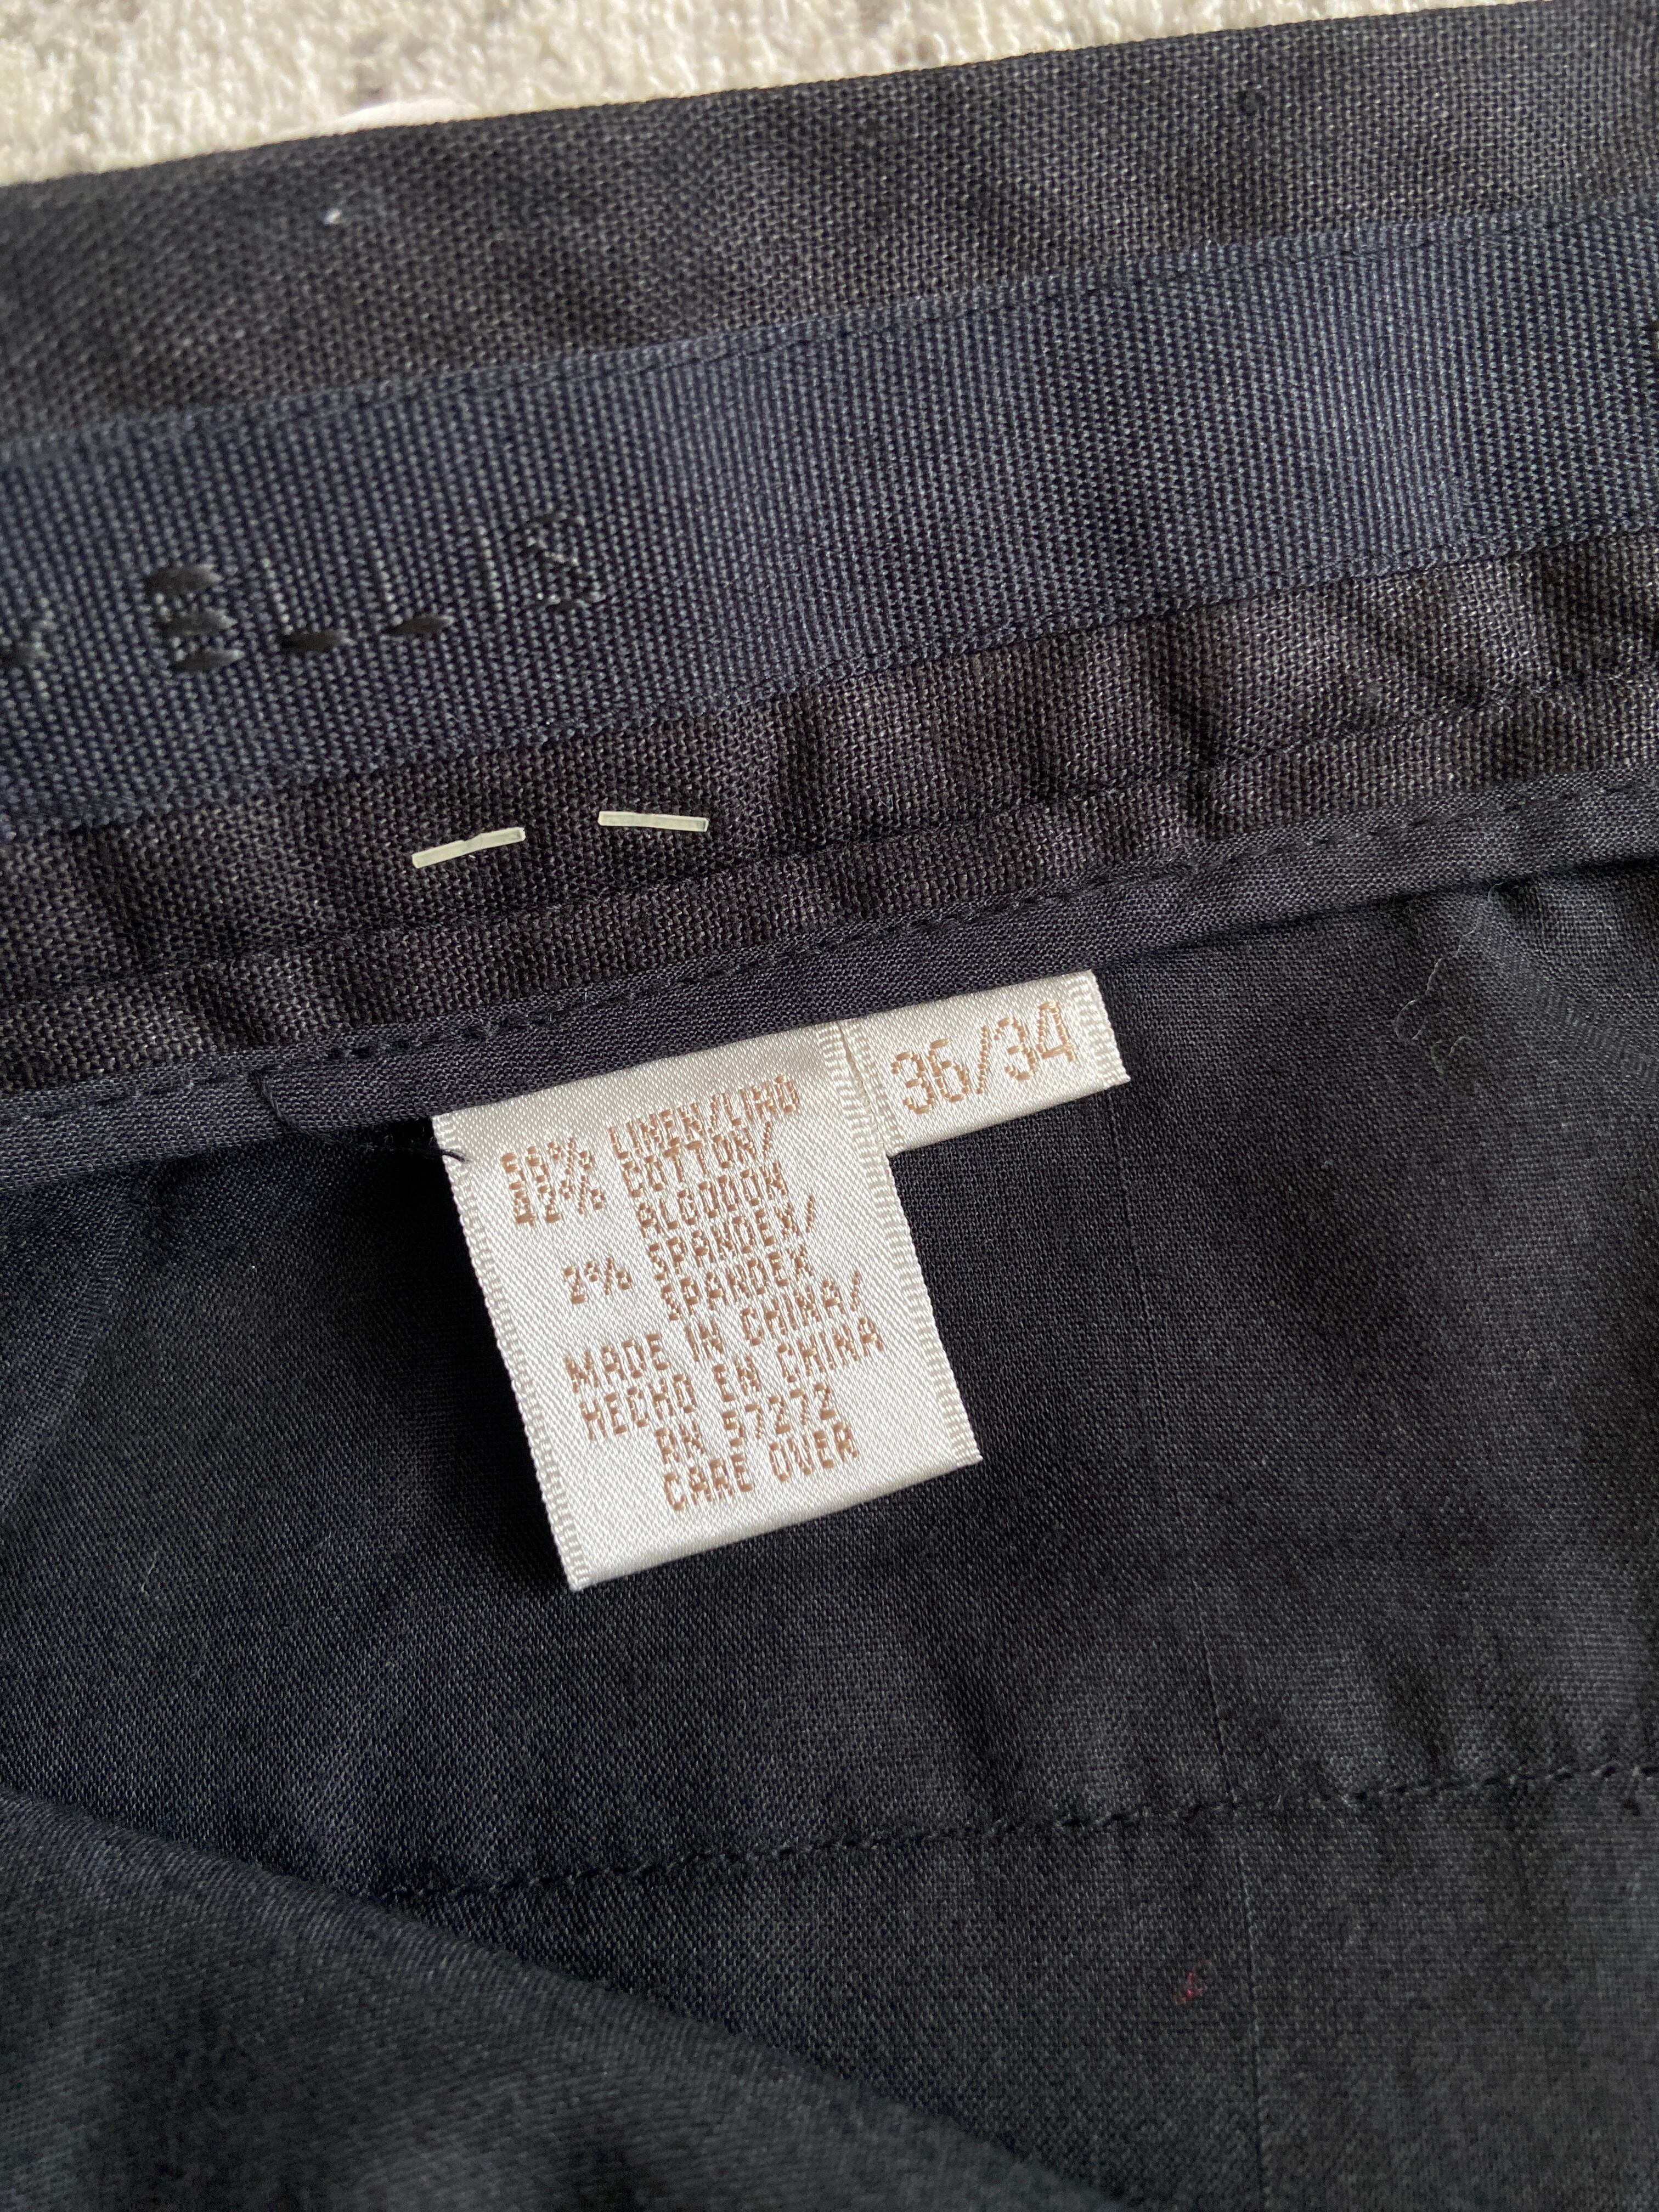 ELLIS
36/34
56% LINEN/LINO
42% COTTON/
ALGODON
2% SPANDEX/
SPANDEX
MADE IN CHINA/
HECHO EN CHINA
RN 57272
CARE OVER